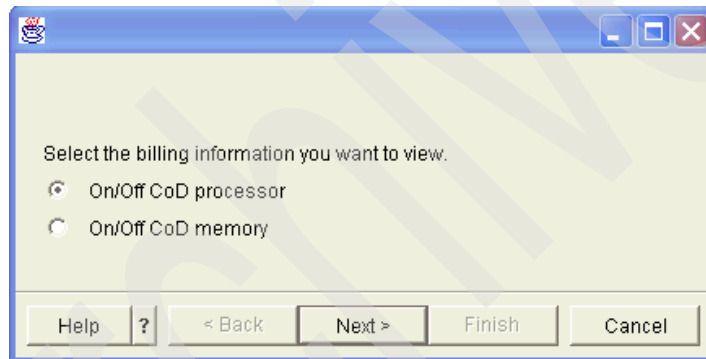 Select the billing information you want to view.
On/Off CoD processor
On/Off CoD memory
Help ? < Back Next > Finish Cancel